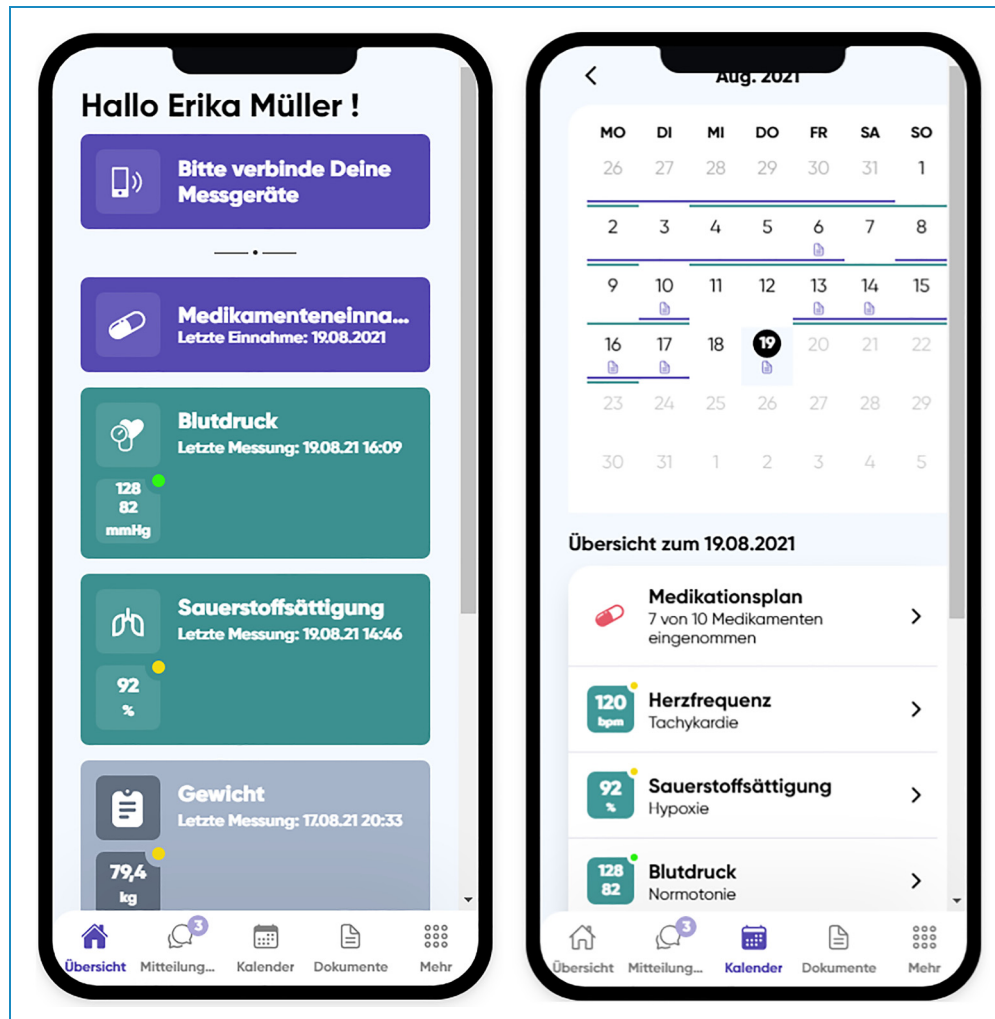 Hallo Erika Müller !
Bitte verbinde Deine
Messgeräte
Medikamenteneinna...
Letzte Einnahme: 19.08.2021
Blutdruck
Letzte Messung: 19.08.21 16:09
128
82
mmHg
Sauerstoffsättigung
Letzte Messung: 19.08.21 14:46
92
%
Gewicht
Letzte Messung: 17.08.21 20:33
79,4
kg
3
Übersicht Mitteilung... Kalender Dokumente Mehr
Aug. 2021
MO DI MI DO FR SA SO
26 27 28 29 30 31 1
2 3 4 5 6 7 8
9 10 11 12 13 14 15
16 17 18 19 20 21 22
23 24 25 26 27 28 29
30 31 1 2 3 4 5
Übersicht zum 19.08.2021
Medikationsplan
7 von 10 Medikamenten
eingenommen
120
bpm
Herzfrequenz
Tachykardie
92
%
Sauerstoffsättigung
Hypoxie
128
82
Blutdruck
Normotonie
3
Übersicht Mitteilung... Kalender Dokumente Mehr